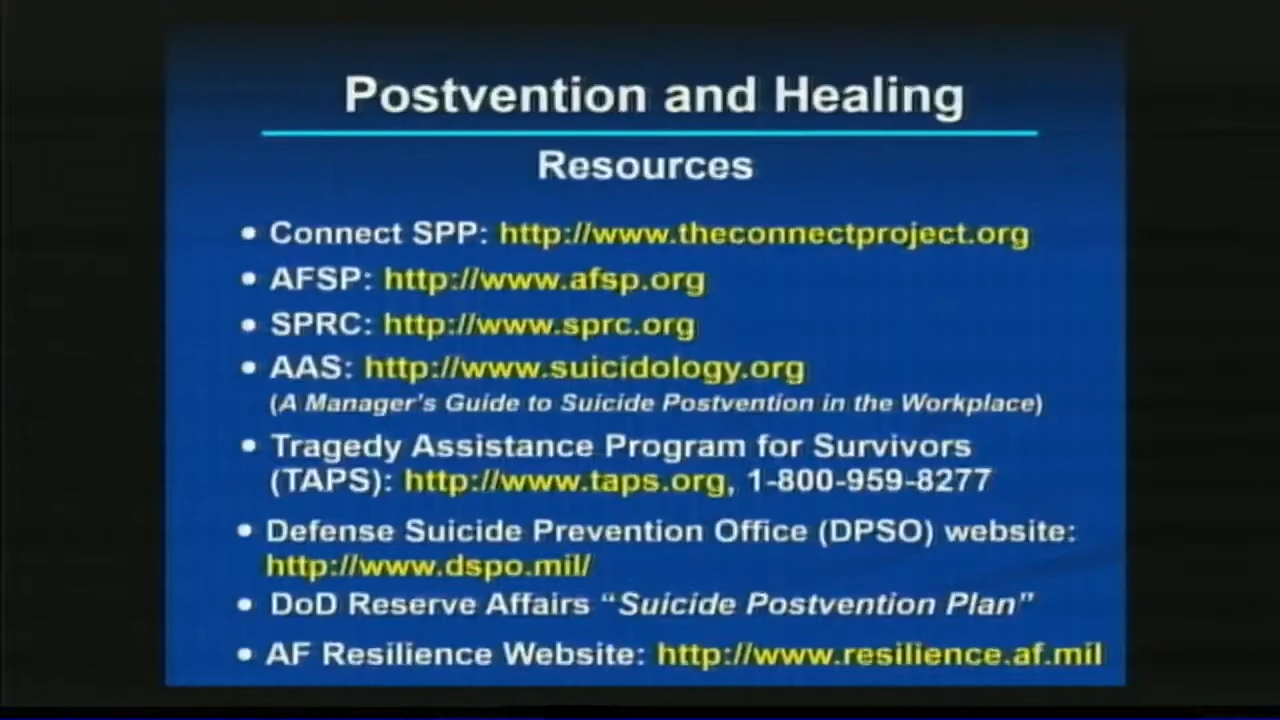 Postvention and Healing
Resources
• Connect SPP: http://www.theconnectproject.org
• AFSP: http://www.afsp.org
• SPRC: http://www.sprc.org
• AAS: http://www.suicidology.org
(A Manager's Guide to Suicide Postvention in the Workplace)
• Tragedy Assistance Program for Survivors
(TAPS): http://www.taps.org, 1-800-959-8277
• Defense Suicide Prevention Office (DPSO) website:
http://www.dspo.mil/
• DoD Reserve Affairs “Suicide Postvention Plan”
• AF Resilience Website: http://www.resilience.af.mil